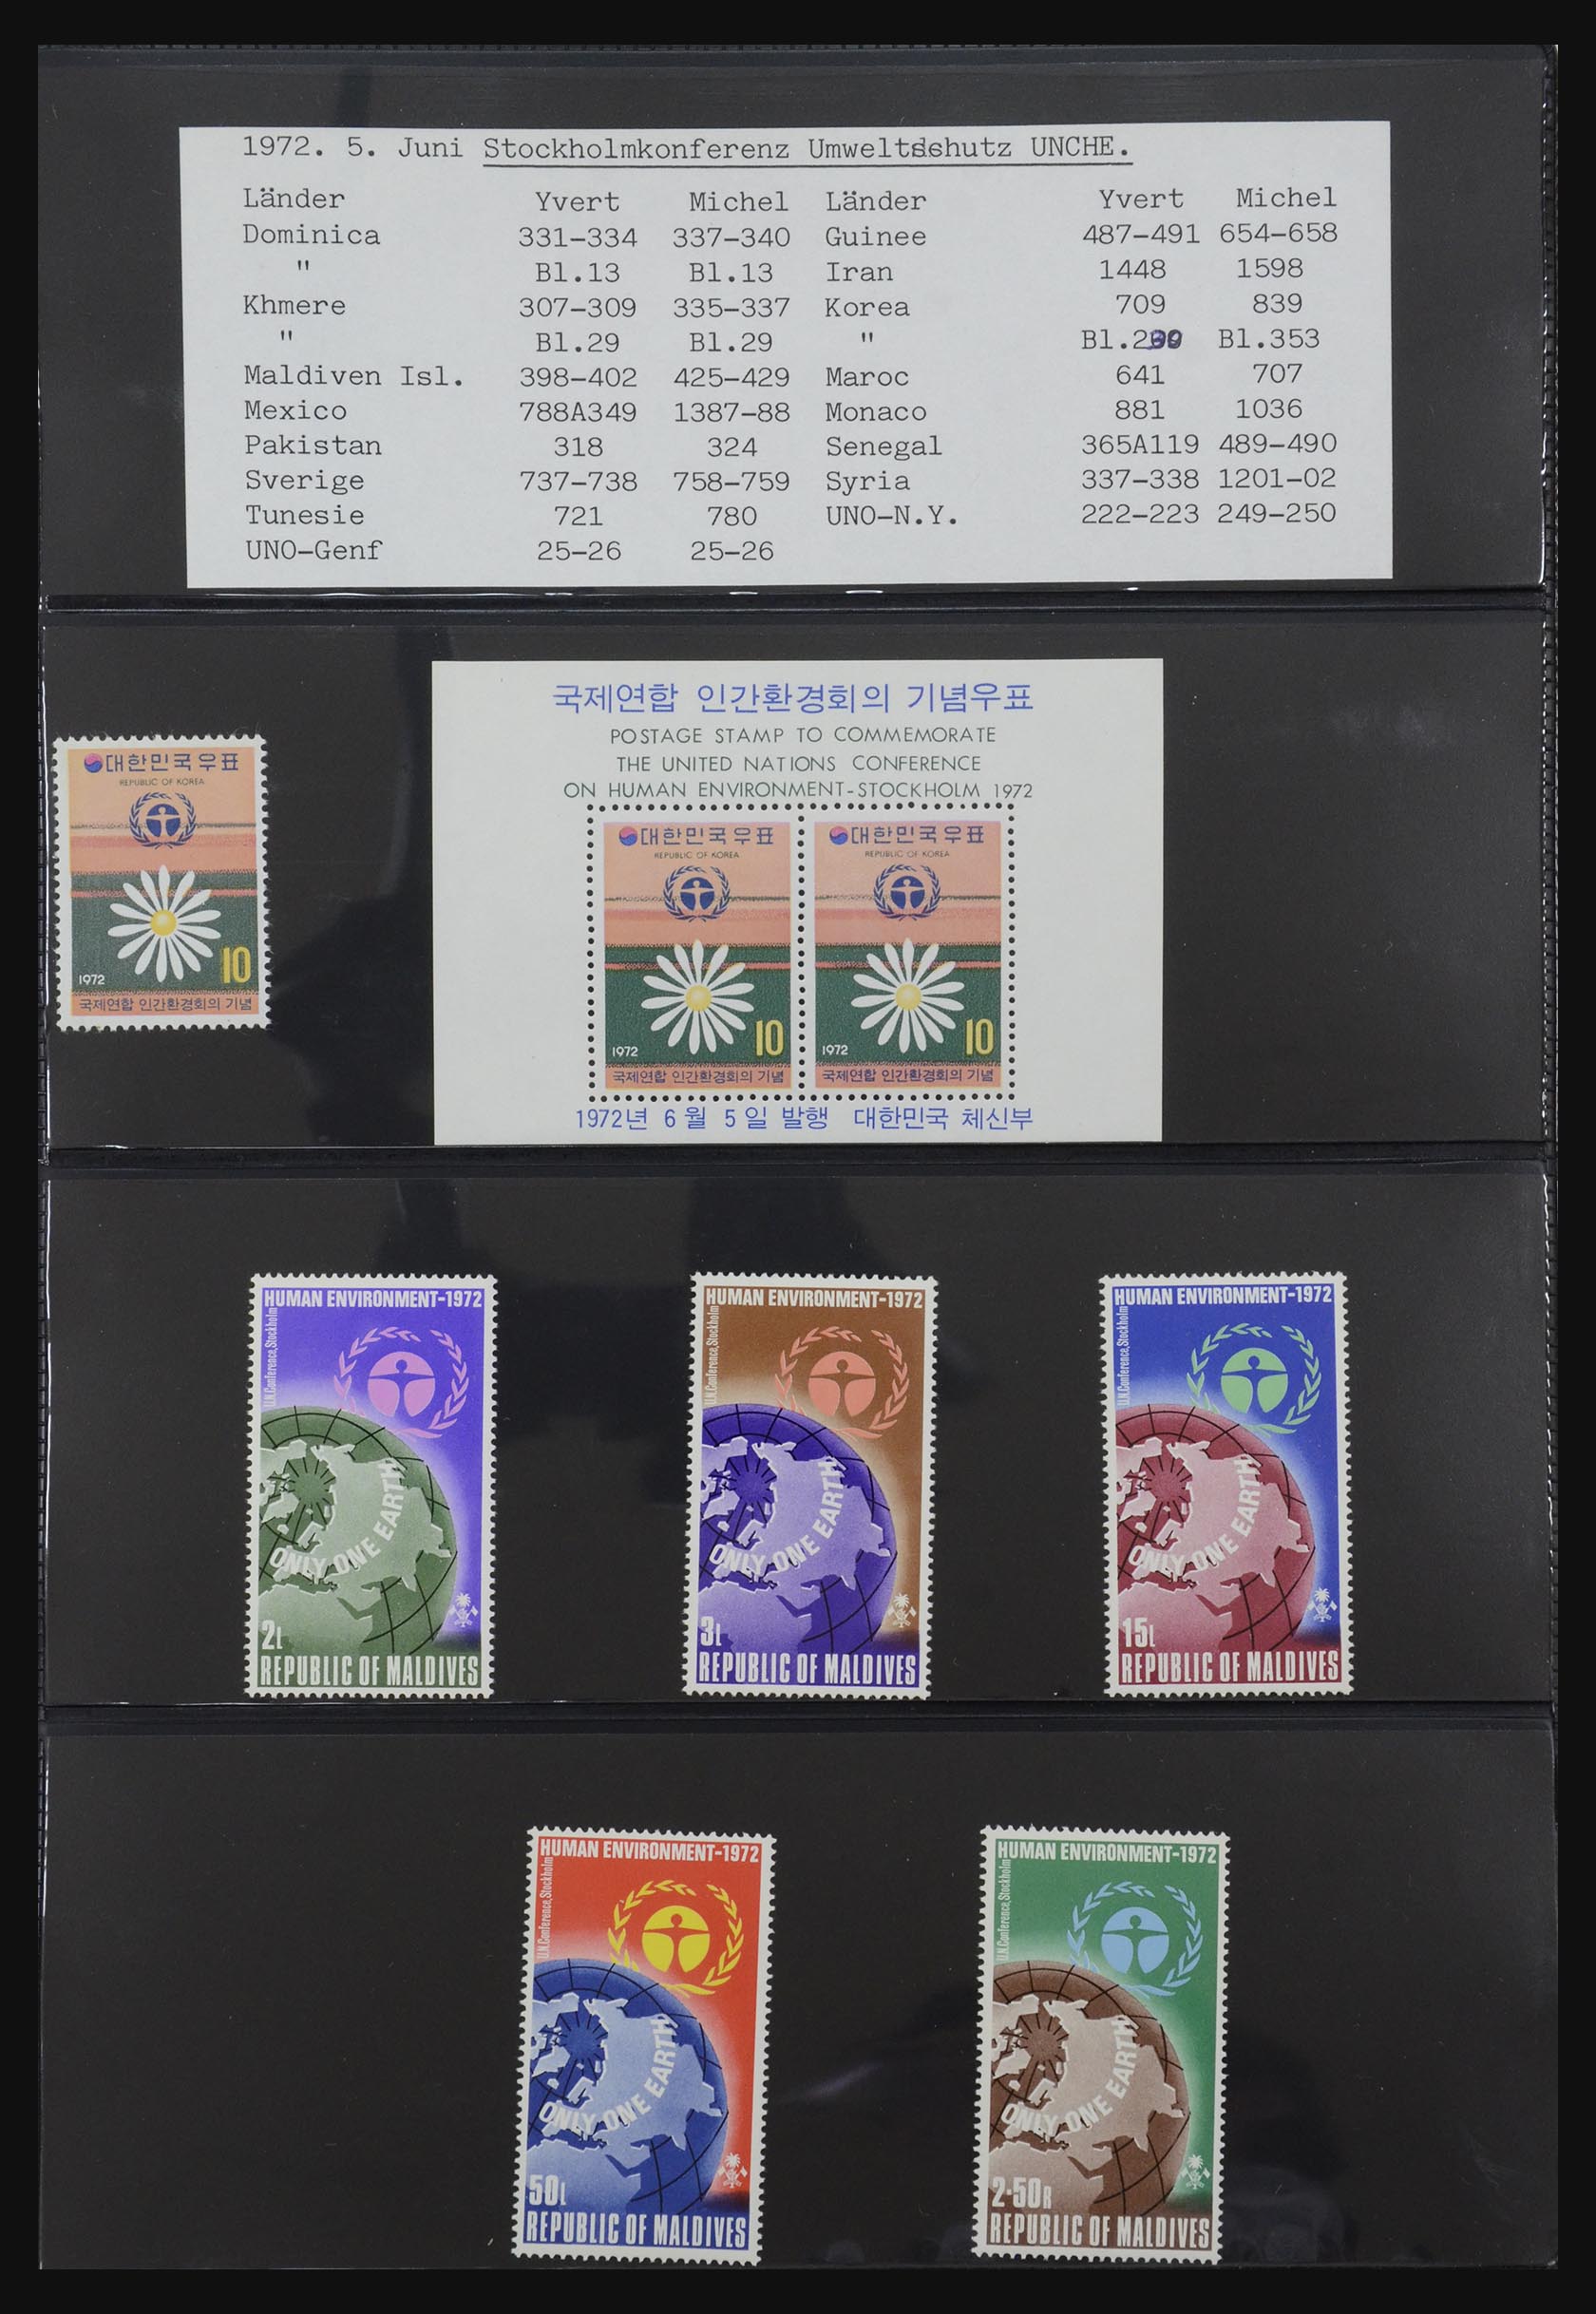 1972. 5. Juni Stockholmkonferenz Umweltdshutz UNCHE.
Länder Yvert Michel Länder Yvert Michel
Dominica 331-334 337-340 Guinee 487-491 654-658
" Bl.13 Bl.13 Iran 1448 1598
Khmere 307-309 335-337 Korea 709 839
" Bl.29 Bl.29 " Bl.2 Bl.353
Maldiven Isl. 398-402 425-429 Maroc 641 707
Mexico 788A349 1387-88 Monaco 881 1036
Pakistan 318 324 Senegal 365A119 489-490
Sverige 737-738 758-759 Syria 337-338 1201-02
Tunesie 721 780 UNO-N.Y. 222-223 249-250
UNO-Genf 25-26 25-26
대한민국우표
REPUBLIC OF KOREA
1972 10
국제연합 인간환경회의 기념
국제연합 인간환경회의 기념우표
POSTAGE STAMP TO COMMEMORATE
THE UNITED NATIONS CONFERENCE
ON HUMAN ENVIRONMENT-STOCKHOLM 1972
대한민국우표
REPUBLIC OF KOREA
1972 10
국제연합 인간환경회의 기념
대한민국우표
REPUBLIC OF KOREA
1972 10
국제연합 인간환경회의 기념
1972년 6월 5일 발행 대한민국 체신부
HUMAN ENVIRONMENT-1972
U.N.Conference,Stockholm
ONLY ONE EARTH
2L
REPUBLIC OF MALDIVES
HUMAN ENVIRONMENT-1972
U.N.Conference,Stockholm
ONLY ONE EARTH
3L
REPUBLIC OF MALDIVES
HUMAN ENVIRONMENT-1972
U.N.Conference,Stockholm
ONLY ONE EARTH
15L
REPUBLIC OF MALDIVES
HUMAN ENVIRONMENT-1972
U.N.Conference,Stockholm
ONLY ONE EARTH
50L
REPUBLIC OF MALDIVES
HUMAN ENVIRONMENT-1972
U.N.Conference,Stockholm
ONLY ONE EARTH
2·50R
REPUBLIC OF MALDIVES